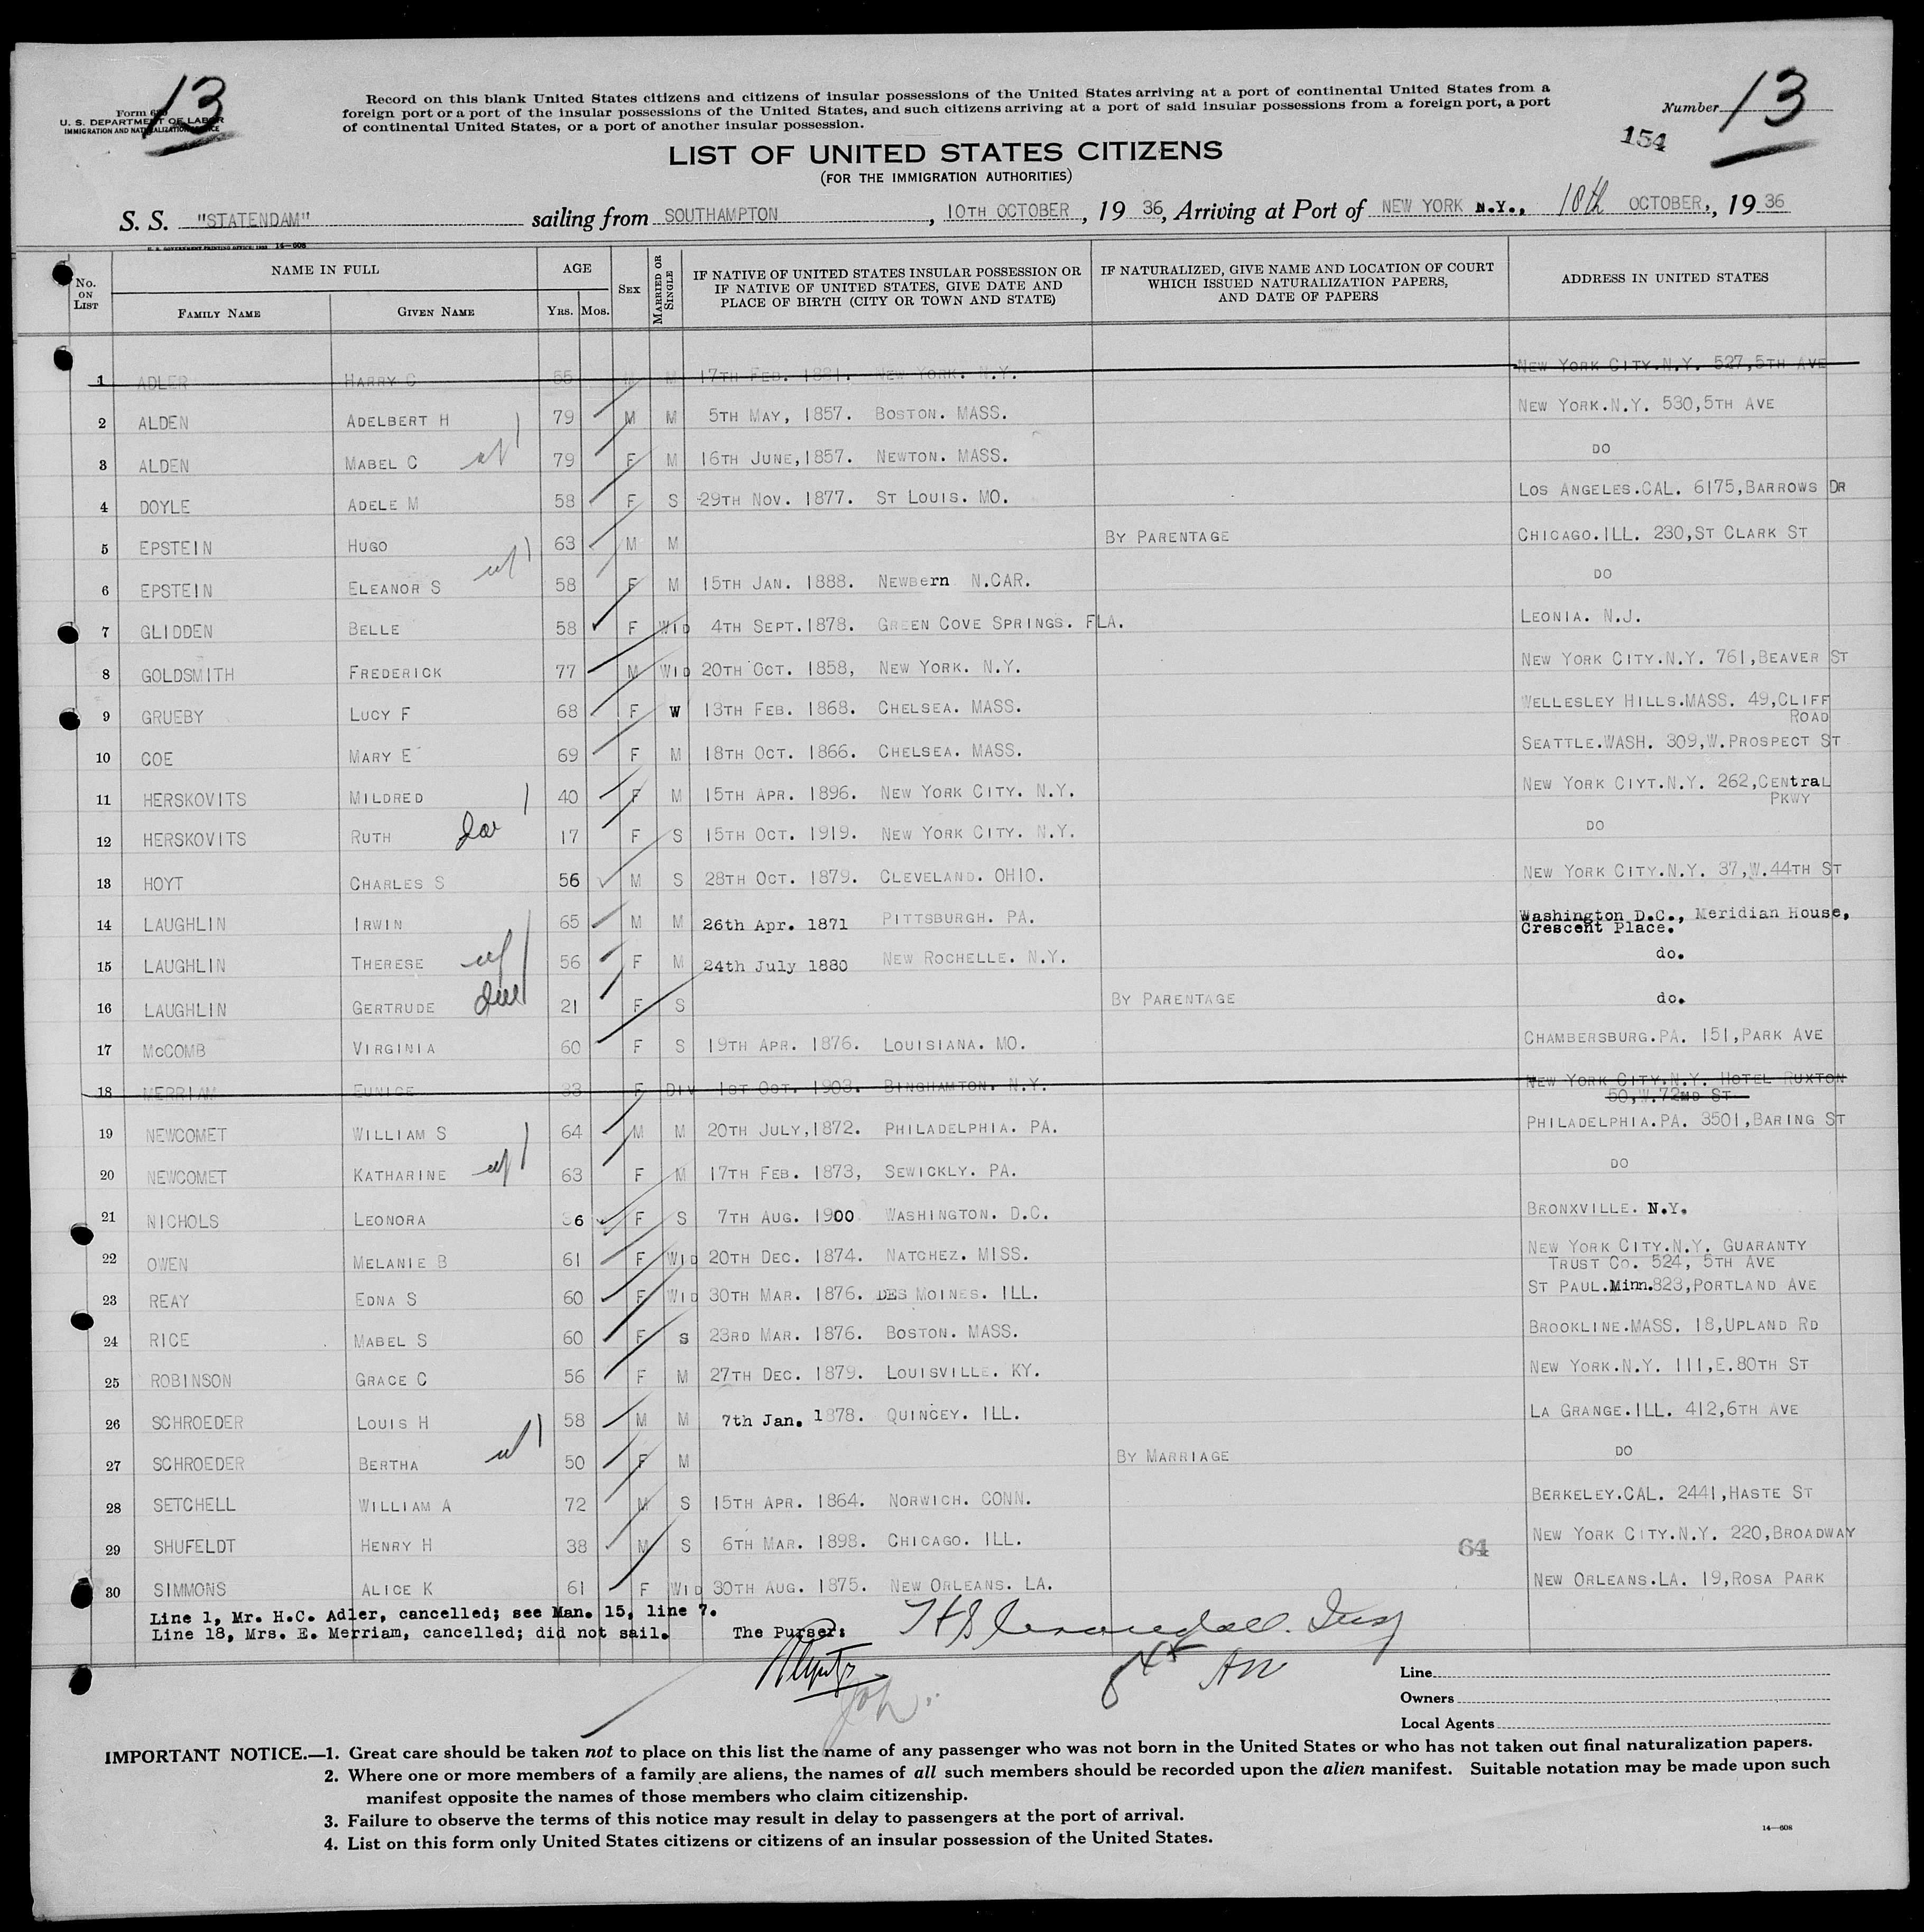 13
Form 6
U. S. DEPARTMENT OF LABOR
IMMIGRATION AND NATURALIZATION SERVICE
Record on this blank United States citizens and citizens of insular possessions of the United States arriving at a port of continental United States from a
foreign port or a port of the insular possessions of the United States, and such citizens arriving at a port of said insular possessions from a foreign port, a port
of continental United States, or a port of another insular possession.
Number 13
154
LIST OF UNITED STATES CITIZENS
(FOR THE IMMIGRATION AUTHORITIES)
S. S. "STATENDAM" sailing from SOUTHAMPTON, 10TH OCTOBER, 19 36, Arriving at Port of NEW YORK N.Y., 18th OCTOBER., 19 36
U. S. GOVERNMENT PRINTING OFFICE: 14—608
No. ON LIST NAME IN FULL FAMILY NAME GIVEN NAME AGE YRS. MOS. SEX MARRIED OR SINGLE IF NATIVE OF UNITED STATES INSULAR POSSESSION OR IF NATIVE OF UNITED STATES, GIVE DATE AND PLACE OF BIRTH (CITY OR TOWN AND STATE) IF NATURALIZED, GIVE NAME AND LOCATION OF COURT WHICH ISSUED NATURALIZATION PAPERS, AND DATE OF PAPERS ADDRESS IN UNITED STATES
1 ADLER HARRY C 55 M M 17TH FEB. 1881. NEW YORK. N.Y. NEW YORK CITY.N.Y. 527,5TH AVE
2 ALDEN ADELBERT H 79 M M 5TH MAY, 1857. BOSTON. MASS. NEW YORK.N.Y. 530,5TH AVE
3 ALDEN MABEL C wf 79 F M 16TH JUNE,1857. NEWTON. MASS. DO
4 DOYLE ADELE M 58 F S 29TH NOV. 1877. ST LOUIS. MO. LOS ANGELES.CAL. 6175,BARROWS DR
5 EPSTEIN HUGO 63 M M BY PARENTAGE CHICAGO.ILL. 230,ST CLARK ST
6 EPSTEIN ELEANOR S wf 58 F M 15TH JAN. 1888. NEWBern N.CAR. DO
7 GLIDDEN BELLE 58 F WID 4TH SEPT.1878. GREEN COVE SPRINGS. FLA. LEONIA. N.J.
8 GOLDSMITH FREDERICK 77 M WID 20TH OCT. 1858, NEW YORK. N.Y. NEW YORK CITY.N.Y. 761,BEAVER ST
9 GRUEBY LUCY F 68 F W 13TH FEB. 1868. CHELSEA. MASS. WELLESLEY HILLS.MASS. 49,CLIFF
ROAD
10 COE MARY E 69 F M 18TH OCT. 1866. CHELSEA. MASS. SEATTLE.WASH. 309,W.PROSPECT ST
11 HERSKOVITS MILDRED 40 F M 15TH APR. 1896. NEW YORK CITY. N.Y. NEW YORK CIYT.N.Y. 262,CENtral
PKWY
12 HERSKOVITS RUTH dau 17 F S 15TH OCT. 1919. NEW YORK CITY. N.Y. DO
13 HOYT CHARLES S 56 M S 28TH OCT. 1879. CLEVELAND. OHIO. NEW YORK CITY.N.Y. 37,W.44TH ST
14 LAUGHLIN IRWIN 65 M M 26th Apr. 1871 PITTSBURGH. PA. Washington D.C., Meridian House,
Crescent Place.
15 LAUGHLIN THERESE wf 56 F M 24th July 1880 NEW ROCHELLE. N.Y. do.
16 LAUGHLIN GERTRUDE dau 21 F S BY PARENTAGE do.
17 McCOMB VIRGINIA 60 F S 19TH APR. 1876. LOUISIANA. MO. CHAMBERSBURG.PA. 151,PARK AVE
18 MERRIAM EUNICE 33 F DIV 1ST OCT. 1903. BINGHAMTON. N.Y. NEW YORK CITY.N.Y. HOTEL RUXTON
50,W.72ND ST
19 NEWCOMET WILLIAM S 64 M M 20TH JULY,1872. PHILADELPHIA. PA. PHILADELPHIA.PA. 3501,BARING ST
20 NEWCOMET KATHARINE wf 63 F M 17TH FEB. 1873, SEWICKLY. PA. DO
21 NICHOLS LEONORA 36 F S 7TH AUG. 1900 WASHINGTON. D.C. BRONXVILLE. N.Y.
22 OWEN MELANIE B 61 F WID 20TH DEC. 1874. NATCHEZ. MISS. NEW YORK CITY.N.Y. GUARANTY
TRUST CO. 524, 5TH AVE
23 REAY EDNA S 60 F WID 30TH MAR. 1876. DES MOINES. ILL. ST PAUL.Minn.823,PORTLAND AVE
24 RICE MABEL S 60 F S 23RD MAR. 1876. BOSTON. MASS. BROOKLINE.MASS. 18,UPLAND RD
25 ROBINSON GRACE C 56 F M 27TH DEC. 1879. LOUISVILLE. KY. NEW YORK.N.Y. 111,E.80TH ST
26 SCHROEDER LOUIS H 58 M M 7th Jan. 1878. QUINCEY. ILL. LA GRANGE.ILL. 412,6TH AVE
27 SCHROEDER BERTHA wf 50 F M BY MARRIAGE DO
28 SETCHELL WILLIAM A 72 M S 15TH APR. 1864. NORWICH. CONN. BERKELEY.CAL. 2441,HASTE ST
29 SHUFELDT HENRY H 38 M S 6TH MAR. 1898. CHICAGO. ILL. 64 NEW YORK CITY.N.Y. 220,BROADWAY
30 SIMMONS ALICE K 61 F WID 30TH AUG. 1875. NEW ORLEANS. LA. NEW ORLEANS.LA. 19,ROSA PARK
Line 1, Mr. H.C. Adler, cancelled; see Man. 15, line 7.
Line 18, Mrs. E. Merriam, cancelled; did not sail. The Purser:
Line
Owners
Local Agents
IMPORTANT NOTICE.—1. Great care should be taken not to place on this list the name of any passenger who was not born in the United States or who has not taken out final naturalization papers.
2. Where one or more members of a family are aliens, the names of all such members should be recorded upon the alien manifest. Suitable notation may be made upon such
manifest opposite the names of those members who claim citizenship.
3. Failure to observe the terms of this notice may result in delay to passengers at the port of arrival.
4. List on this form only United States citizens or citizens of an insular possession of the United States.
14—608